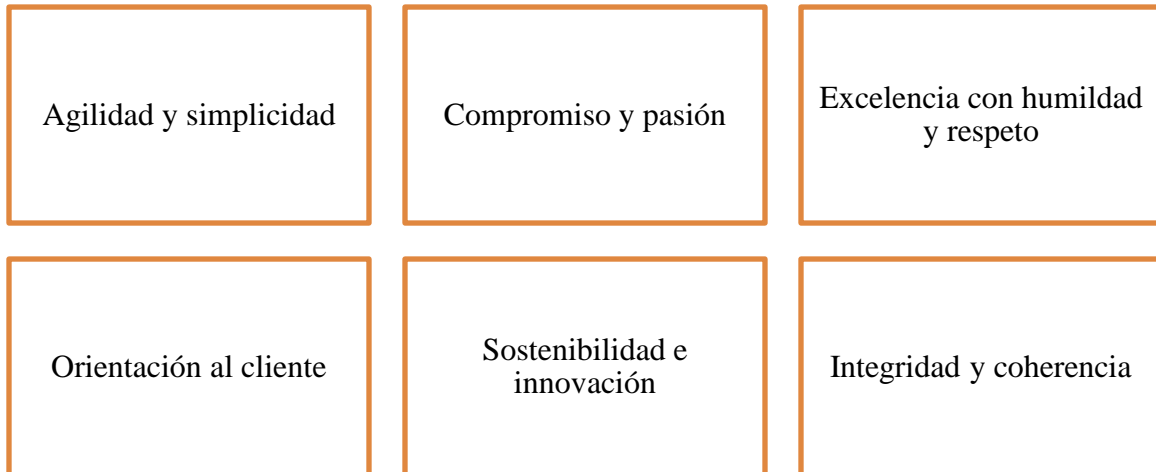 Agilidad y simplicidad
Compromiso y pasión
Excelencia con humildad
y respeto
Orientación al cliente
Sostenibilidad e
innovación
Integridad y coherencia